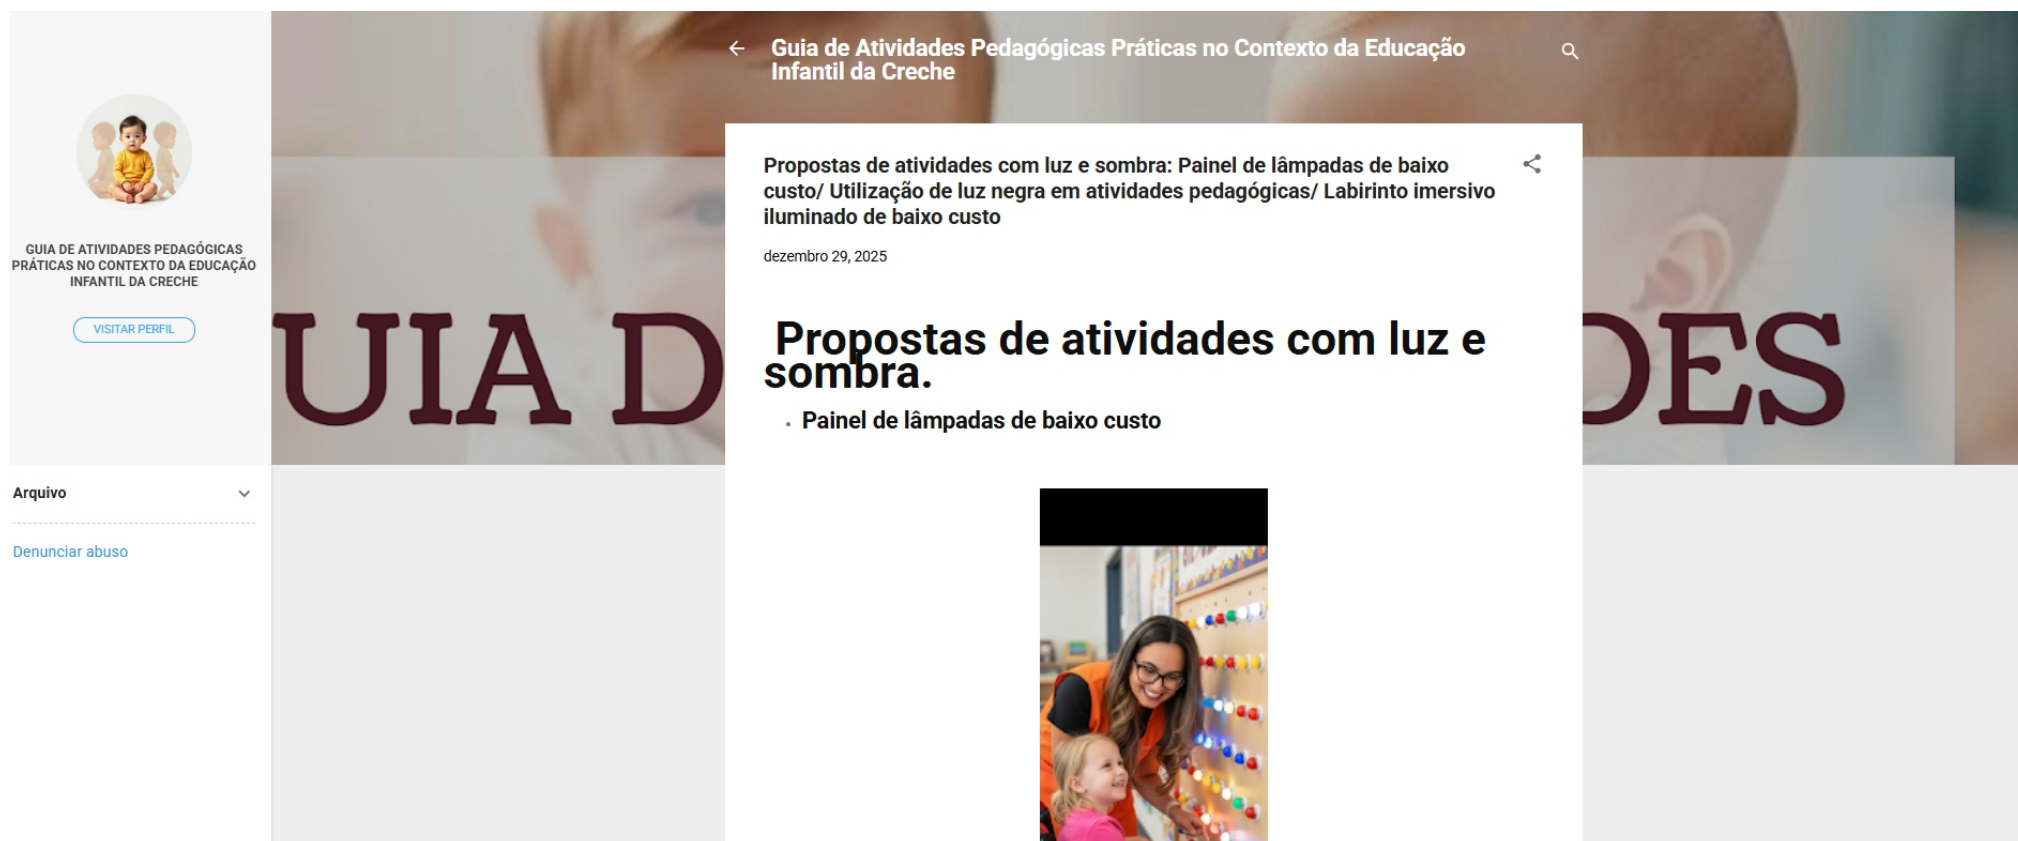 Guia de Atividades Pedagógicas Práticas no Contexto da Educação
Infantil da Creche
GUIA DE ATIVIDADES PEDAGÓGICAS
PRÁTICAS NO CONTEXTO DA EDUCAÇÃO
INFANTIL DA CRECHE
VISITAR PERFIL
Arquivo
Denunciar abuso
UIA D
DES
Propostas de atividades com luz e sombra: Painel de lâmpadas de baixo
custo/ Utilização de luz negra em atividades pedagógicas/ Labirinto imersivo
iluminado de baixo custo
dezembro 29, 2025
Propostas de atividades com luz e
sombra.
• Painel de lâmpadas de baixo custo